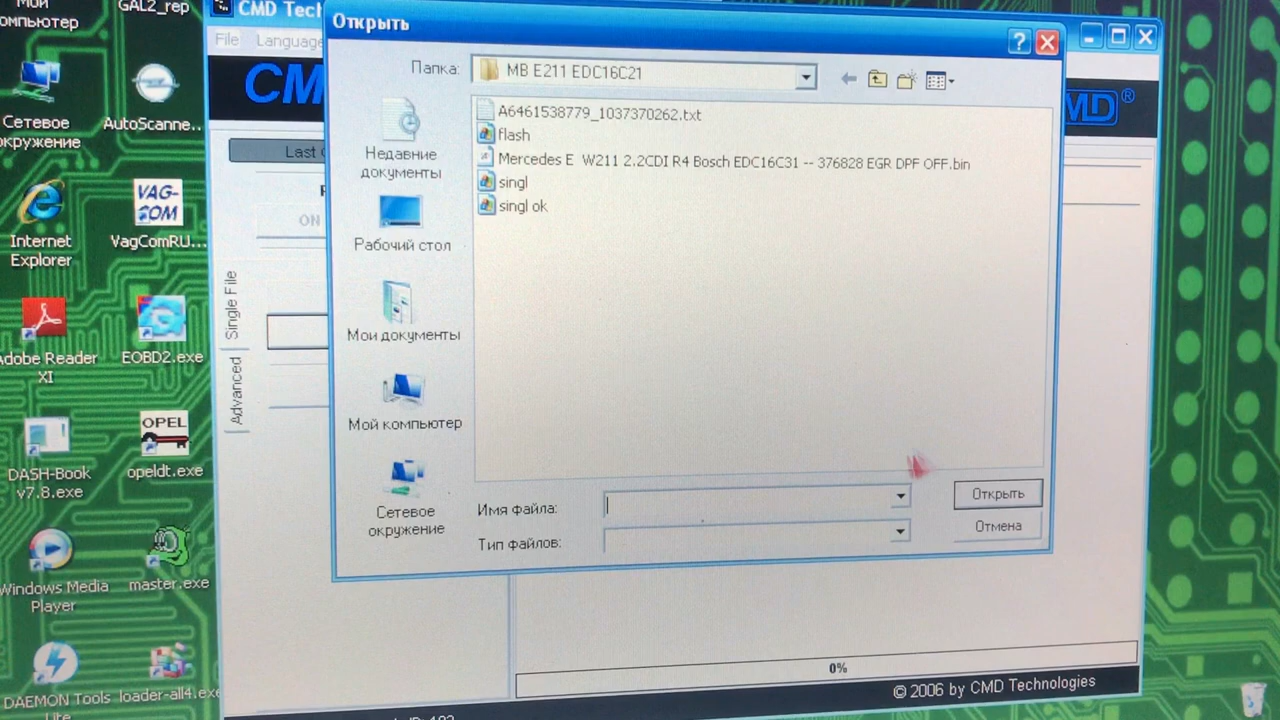 Мой
омпьютер
GAL2_rep
Сетевое
окружение
AutoScanne...
Internet
Explorer
VAG-
COM
VagComRU...
Adobe Reader
XI
EOBD2.exe
DASH-Book
v7.8.exe
OPEL
opeldt.exe
Windows Media
Player
master.exe
DAEMON Tools
Lite
loader-all4.exe
CMD Tech
File Language
CM
MD®
Last
ON
Single File
Advanced
Открыть
Папка: MB E211 EDC16C21
Недавние
документы
Рабочий стол
Мои документы
Мой компьютер
Сетевое
окружение
A6461538779_1037370262.txt
flash
Mercedes E W211 2.2CDI R4 Bosch EDC16C31 -- 376828 EGR DPF OFF.bin
singl
singl ok
Имя файла:
Открыть
Тип файлов:
Отмена
0%
© 2006 by CMD Technologies